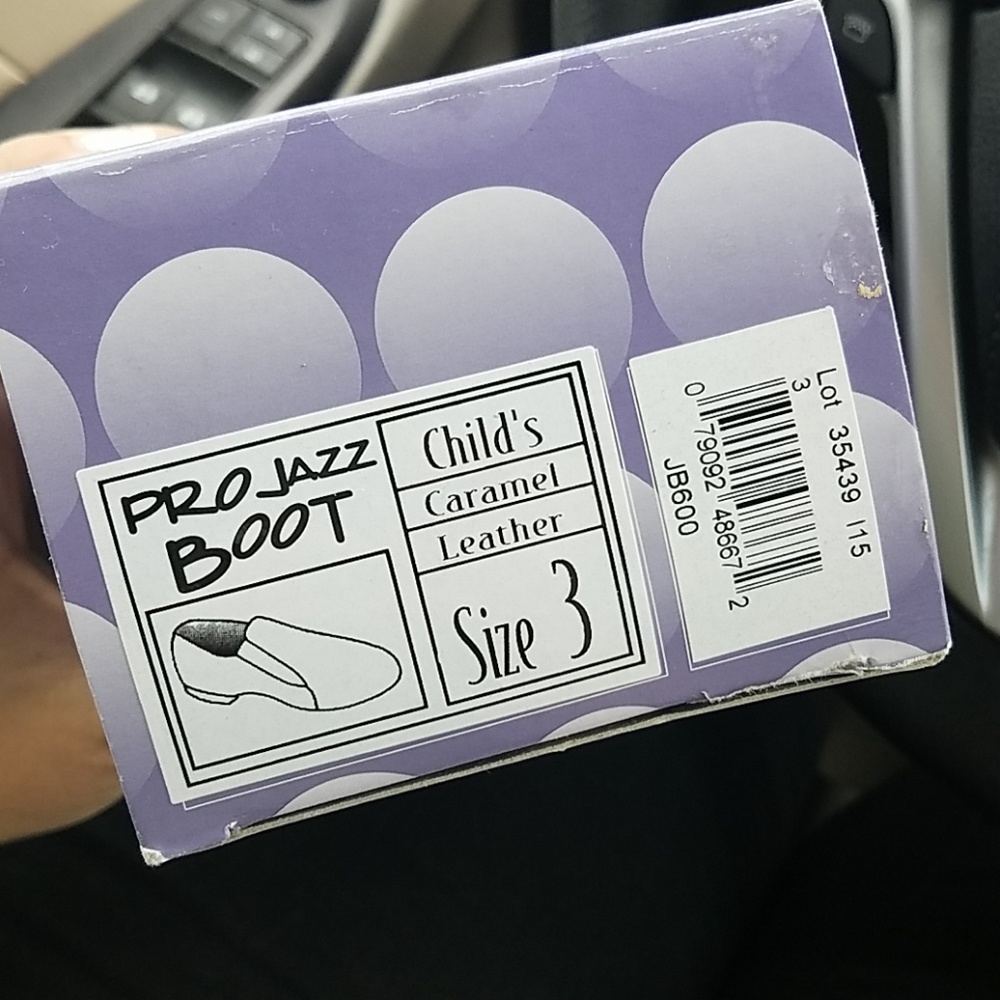 PRO JAZZ
BOOT
Child's
Caramel
Leather
Size 3
Lot 35439 I15
3
0 79092 48667 2
JB600